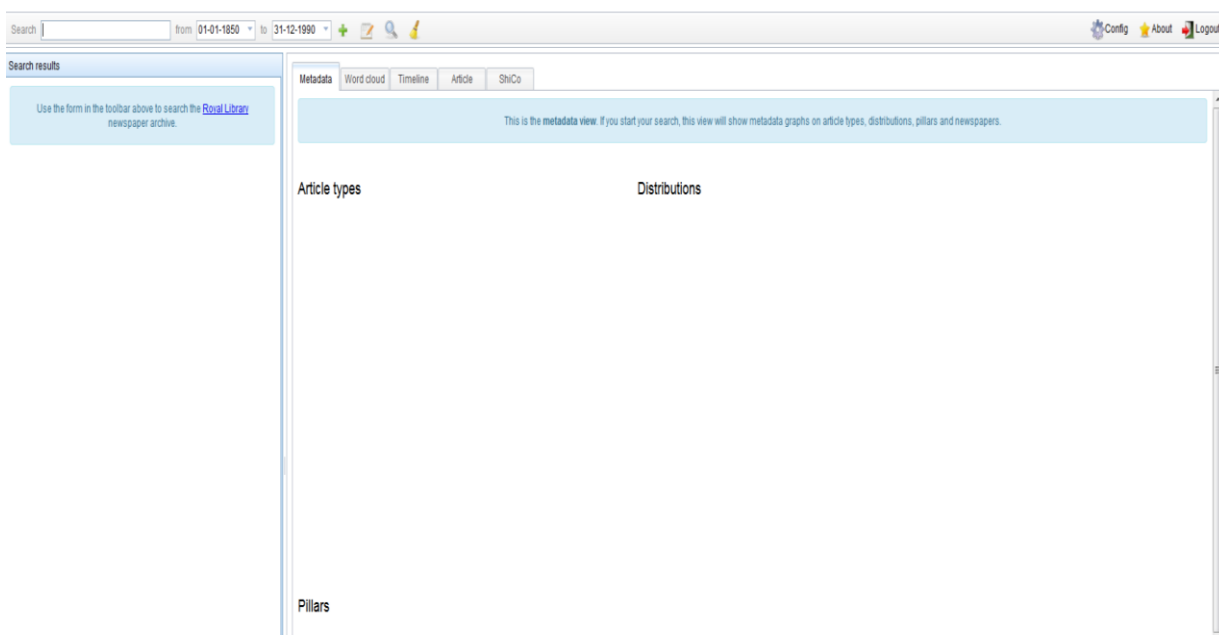 Search from 01-01-1850 to 31-12-1990 Config About Logout
Search results
Use the form in the toolbar above to search the Royal Library
newspaper archive.
Metadata Word cloud Timeline Article ShiCo
This is the metadata view. If you start your search, this view will show metadata graphs on article types, distributions, pillars and newspapers.
Article types Distributions
Pillars